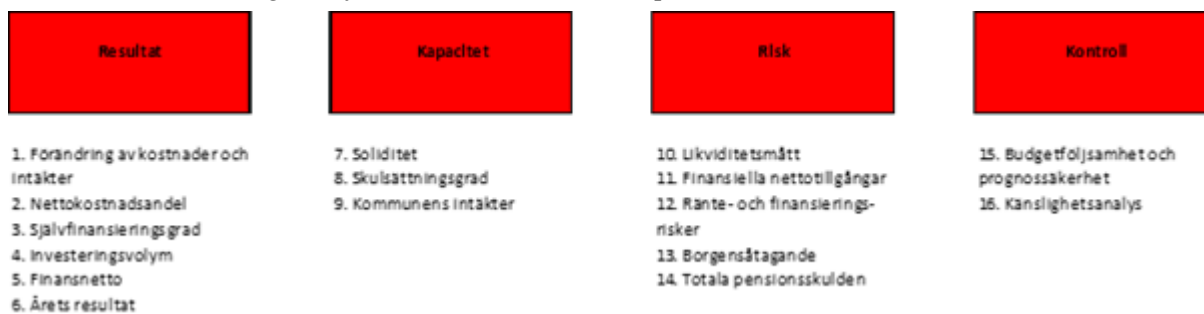 Resultat
1. Förändring av kostnader och
intäkter
2. Nettokostnadsandel
3. Självfinansieringsgrad
4. Investeringsvolym
5. Finansnetto
6. Årets resultat
Kapacitet
7. Soliditet
8. Skulsättningsgrad
9. Kommunens intäkter
Risk
10. Likviditetsmått
11. Finansiella nettotillgångar
12. Ränte- och finansierings-
risker
13. Borgensåtagande
14. Totala pensionsskulden
Kontroll
15. Budgetföljsamhet och
prognossäkerhet
16. Känslighetsanalys